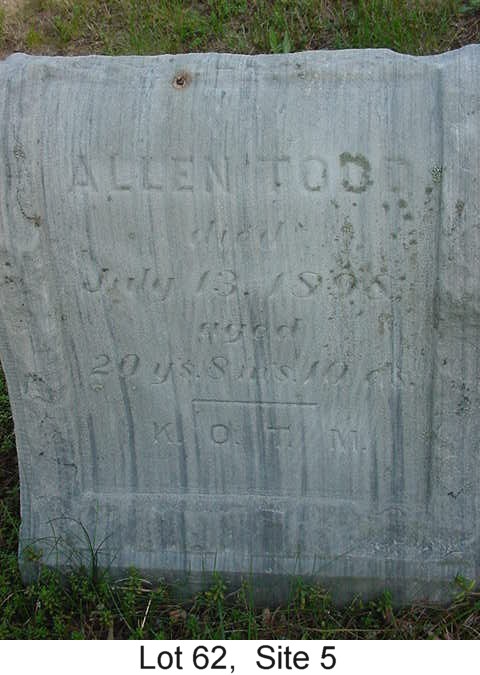 ALLEN TODD
died
July 13, 1898
aged
20 ys. 8 ms. 10 ds.
K. O. T. M.
Lot 62, Site 5